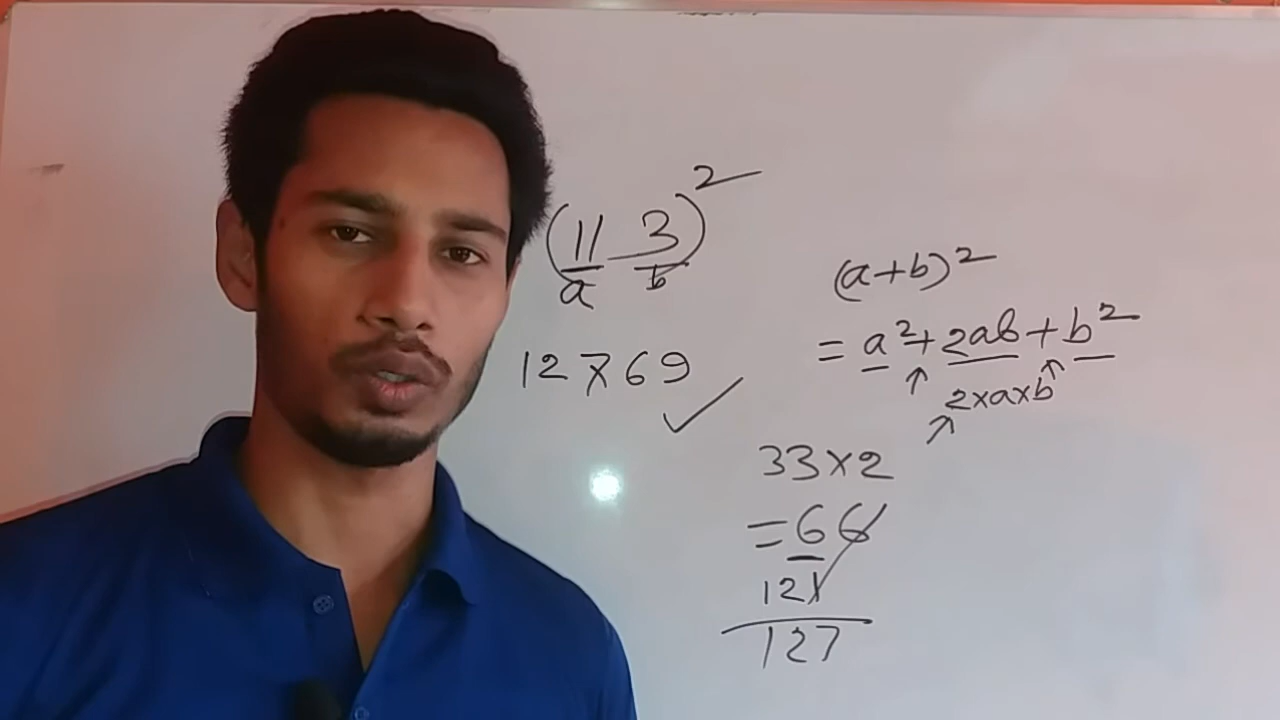 (11 3)²
a b
12769
(a+b)²
= a² + 2ab + b²
2×a×b
33×2
= 66
121
127